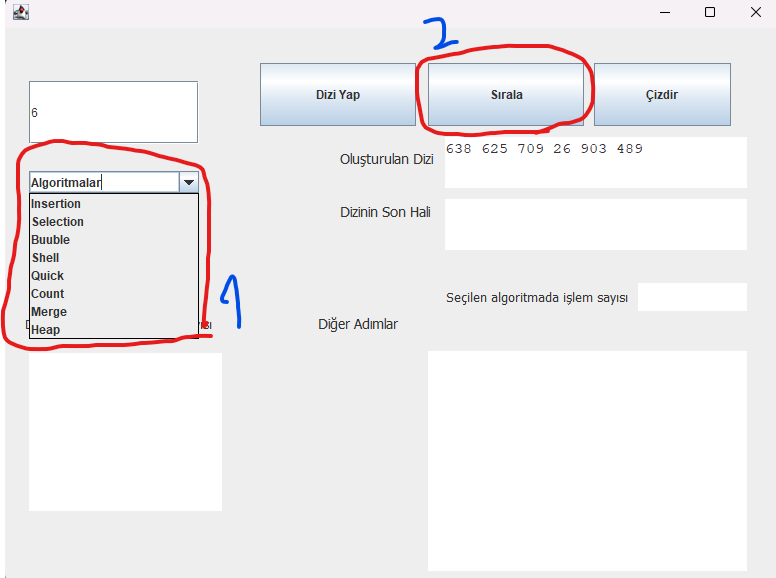 2
Dizi Yap
Sırala
Çizdir
6
Oluşturulan Dizi
638 625 709 26 903 489
Algoritmalar
Insertion
Selection
Buuble
Shell
Quick
Count
Merge
Heap
Dizinin Son Hali
1
Seçilen algoritmada işlem sayısı
Diğer Adımlar